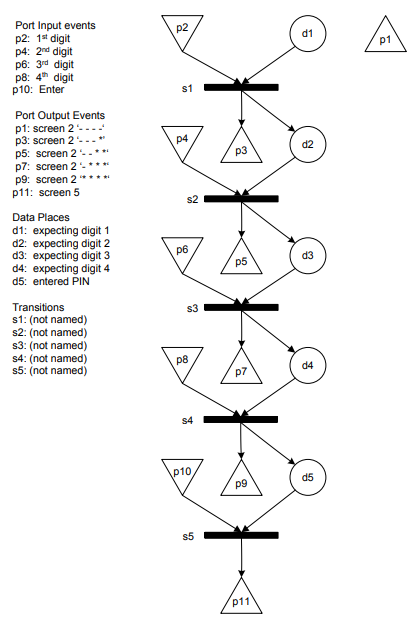 Port Input events
p2: 1st digit
p4: 2nd digit
p6: 3rd digit
p8: 4th digit
p10: Enter
Port Output Events
p1: screen 2 '- - - -'
p3: screen 2 '- - - *'
p5: screen 2 '- - * *'
p7: screen 2 '- * * *'
p9: screen 2 '* * * *'
p11: screen 5
Data Places
d1: expecting digit 1
d2: expecting digit 2
d3: expecting digit 3
d4: expecting digit 4
d5: entered PIN
Transitions
s1: (not named)
s2: (not named)
s3: (not named)
s4: (not named)
s5: (not named)
p2
d1
p1
s1
p4
p3
d2
s2
p6
p5
d3
s3
p8
p7
d4
s4
p10
p9
d5
s5
p11